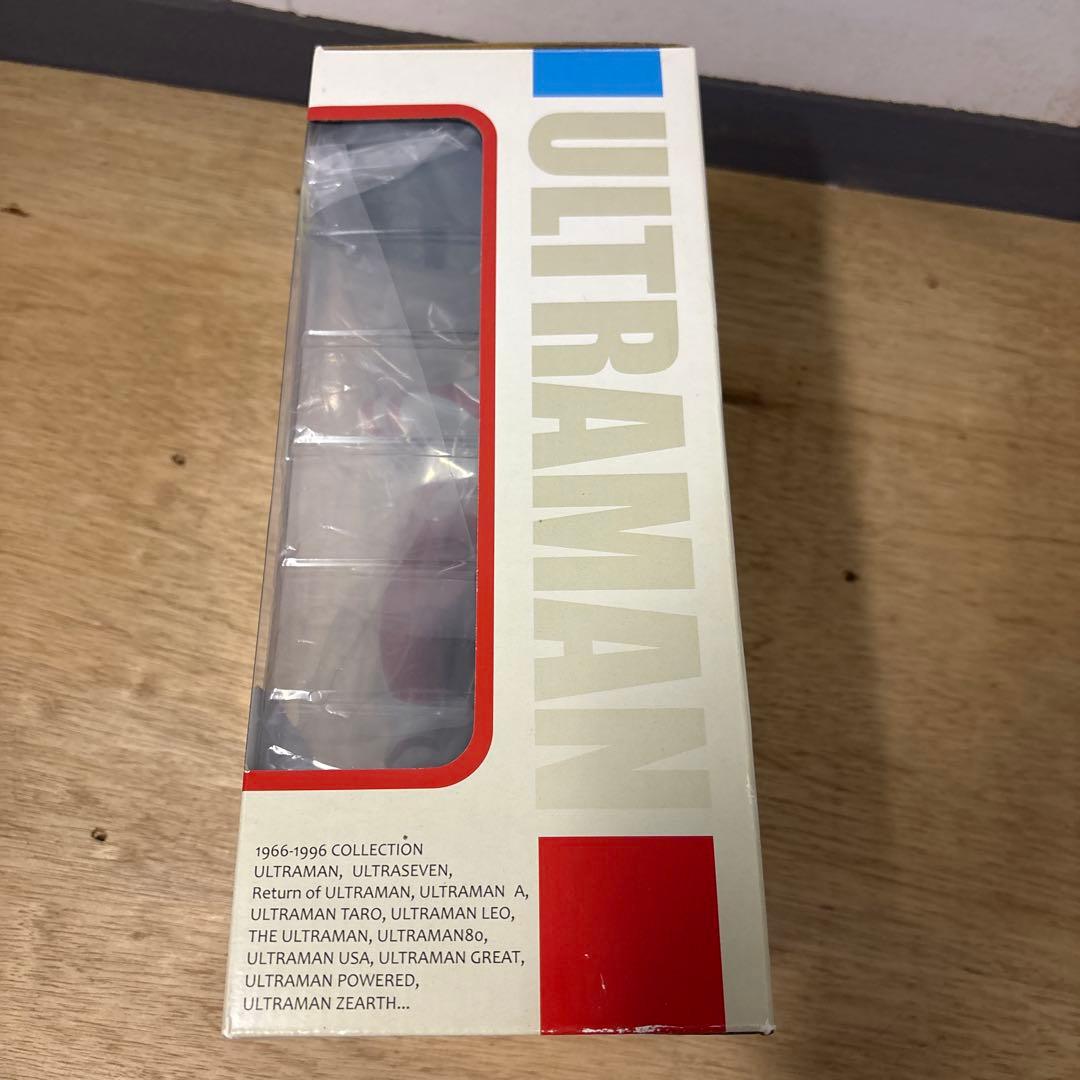 ULTRAMAN
1966-1996 COLLECTION
ULTRAMAN, ULTRASEVEN,
Return of ULTRAMAN, ULTRAMAN A,
ULTRAMAN TARO, ULTRAMAN LEO,
THE ULTRAMAN, ULTRAMAN80,
ULTRAMAN USA, ULTRAMAN GREAT,
ULTRAMAN POWERED,
ULTRAMAN ZEARTH...